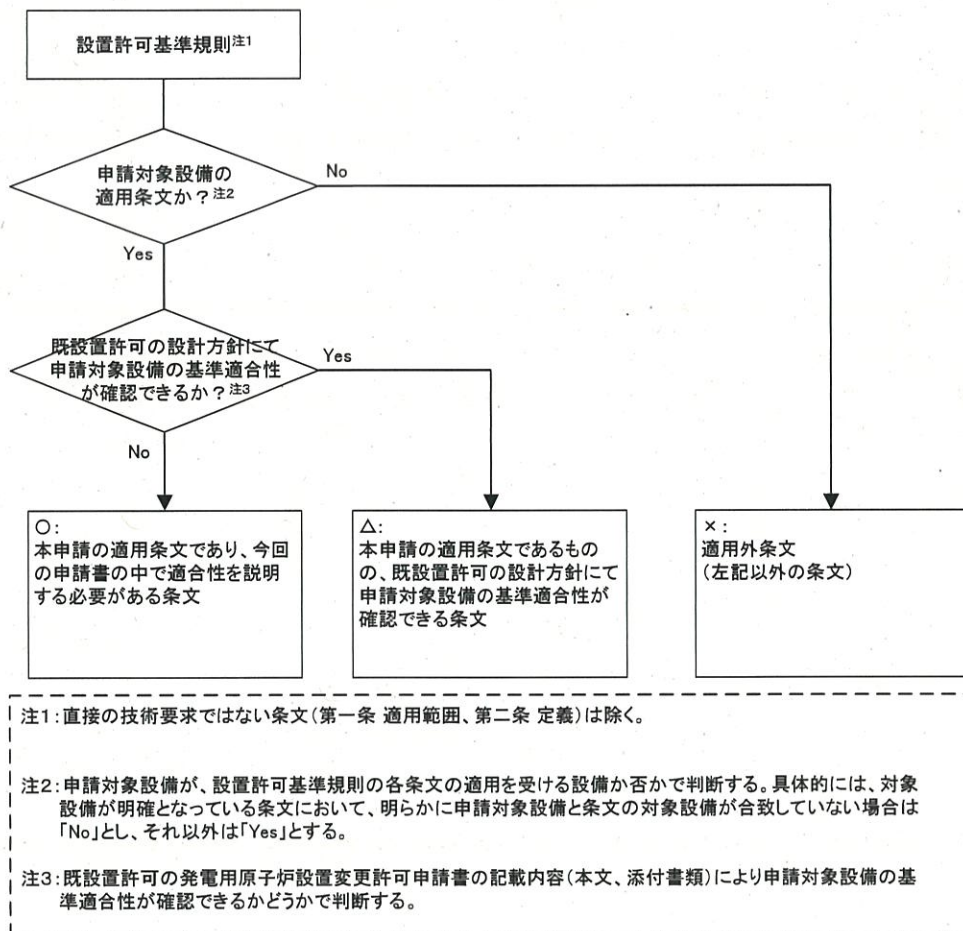 設置許可基準規則注1
申請対象設備の
適用条文か？注2
No
Yes
既設置許可の設計方針にて
申請対象設備の基準適合性
が確認できるか？注3
Yes
No
○：
本申請の適用条文であり、今回
の申請書の中で適合性を説明
する必要がある条文
△：
本申請の適用条文であるもの
の、既設置許可の設計方針にて
申請対象設備の基準適合性が
確認できる条文
×：
適用外条文
(左記以外の条文)
注1：直接の技術要求ではない条文(第一条 適用範囲、第二条 定義)は除く。
注2：申請対象設備が、設置許可基準規則の各条文の適用を受ける設備か否かで判断する。具体的には、対象
設備が明確となっている条文において、明らかに申請対象設備と条文の対象設備が合致していない場合は
「No」とし、それ以外は「Yes」とする。
注3：既設置許可の発電用原子炉設置変更許可申請書の記載内容(本文、添付書類)により申請対象設備の基
準適合性が確認できるかどうかで判断する。